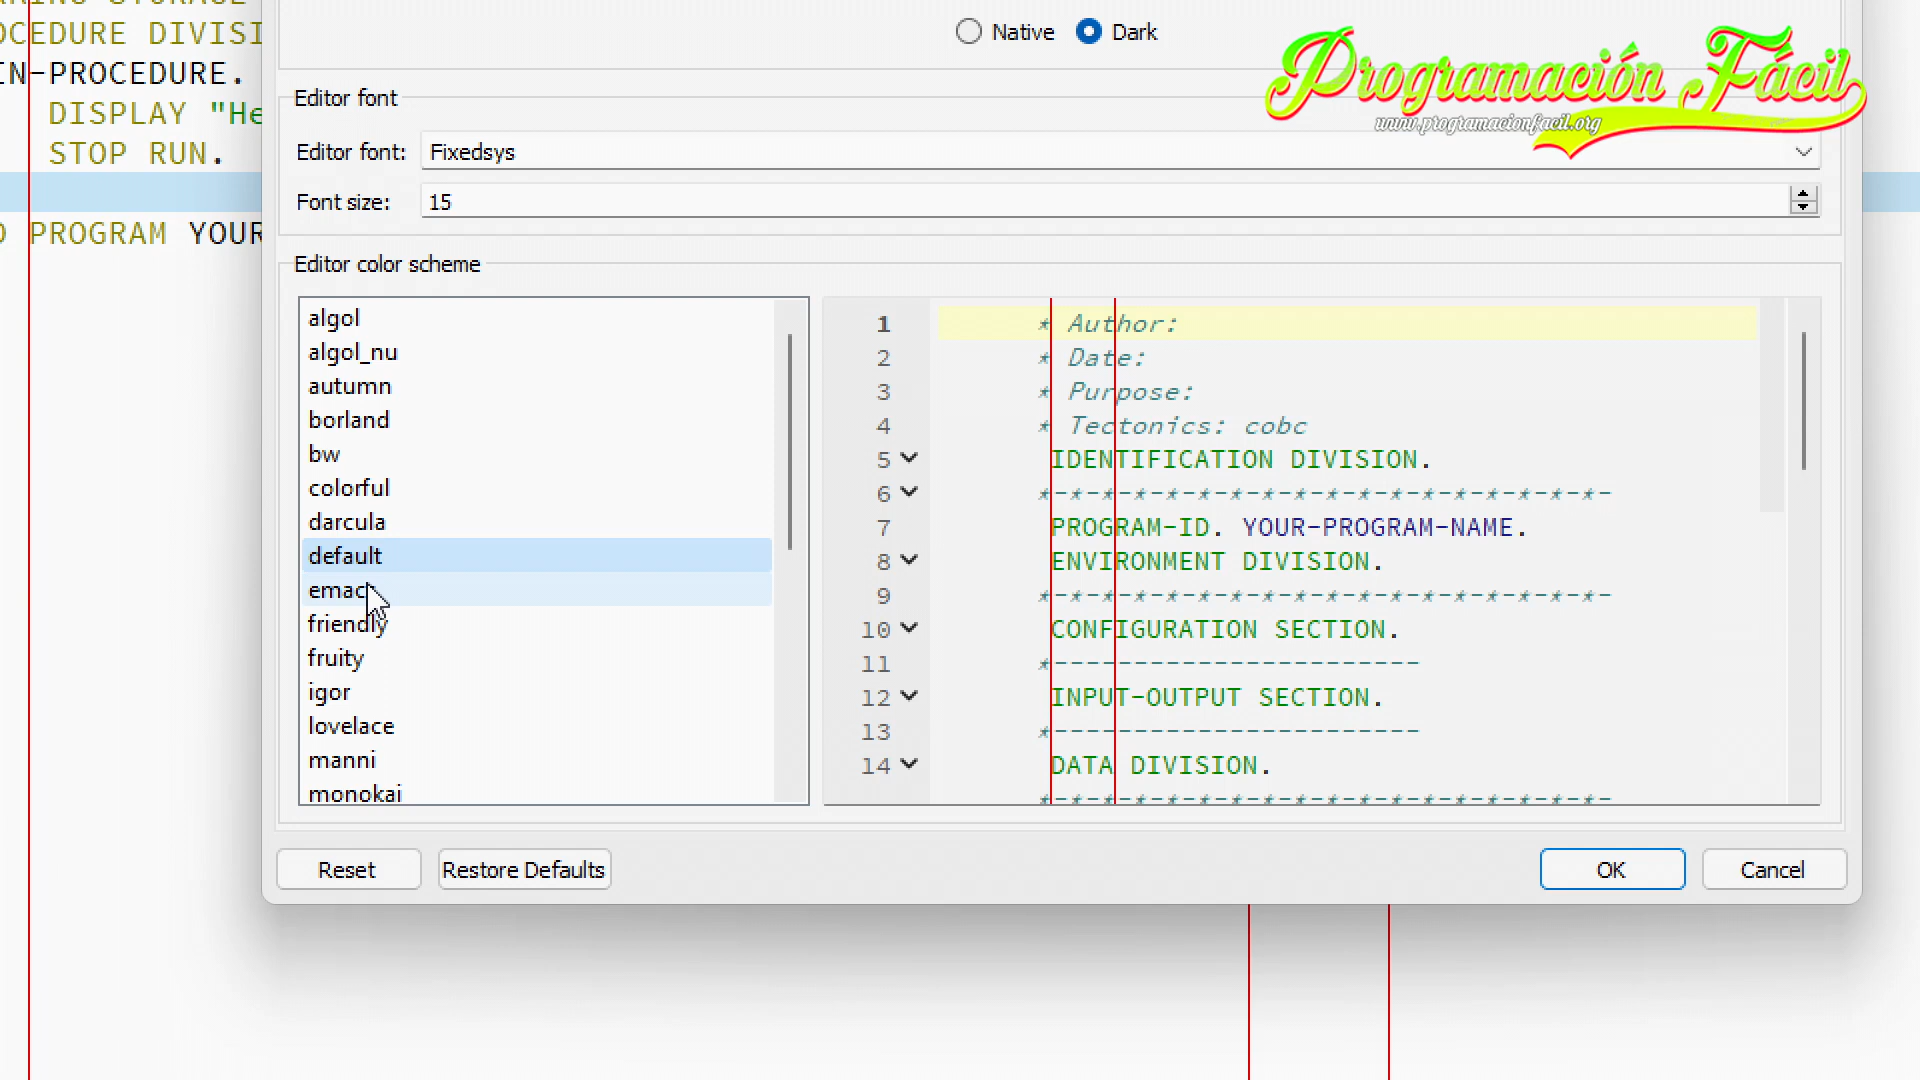 OCEDURE DIVISI
IN-PROCEDURE.
DISPLAY "He
STOP RUN.
PROGRAM YOUR
Native
Dark
Programación Fácil
www.programacionfacil.org
Editor font
Editor font: Fixedsys
Font size: 15
Editor color scheme
algol
algol_nu
autumn
borland
bw
colorful
darcula
default
emacs
friendly
fruity
igor
lovelace
manni
monokai
1 * Author:
2 * Date:
3 * Purpose:
4 * Tectonics: cobc
5 IDENTIFICATION DIVISION.
6 *-*-*-*-*-*-*-*-*-*-*-*-*-*-*-*-*-*-
7 PROGRAM-ID. YOUR-PROGRAM-NAME.
8 ENVIRONMENT DIVISION.
9 *-*-*-*-*-*-*-*-*-*-*-*-*-*-*-*-*-*-
10 CONFIGURATION SECTION.
11 *-----------------------
12 INPUT-OUTPUT SECTION.
13 *-----------------------
14 DATA DIVISION.
*-*-*-*-*-*-*-*-*-*-*-*-*-*-*-*-*-*-
Reset
Restore Defaults
OK
Cancel